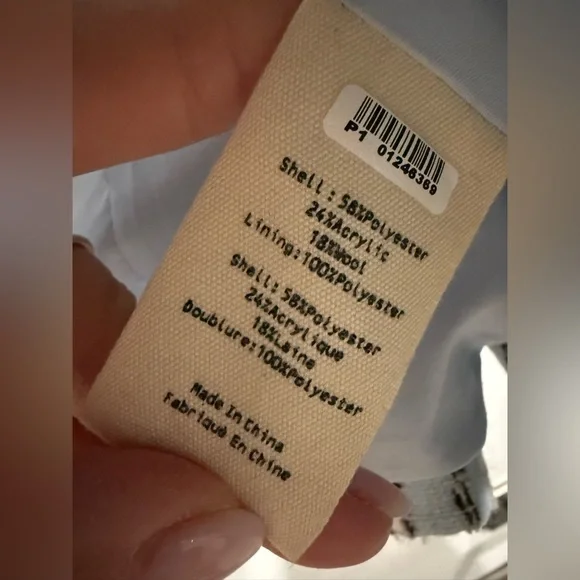 P1 01246369
Shell: 58%Polyester
24%Acrylic
18%Wool
Lining:100%Polyester
Shell: 58%Polyester
24%Acrylique
18%Laine
Doublure:100%Polyester
Made In China
Fabriqué En Chine